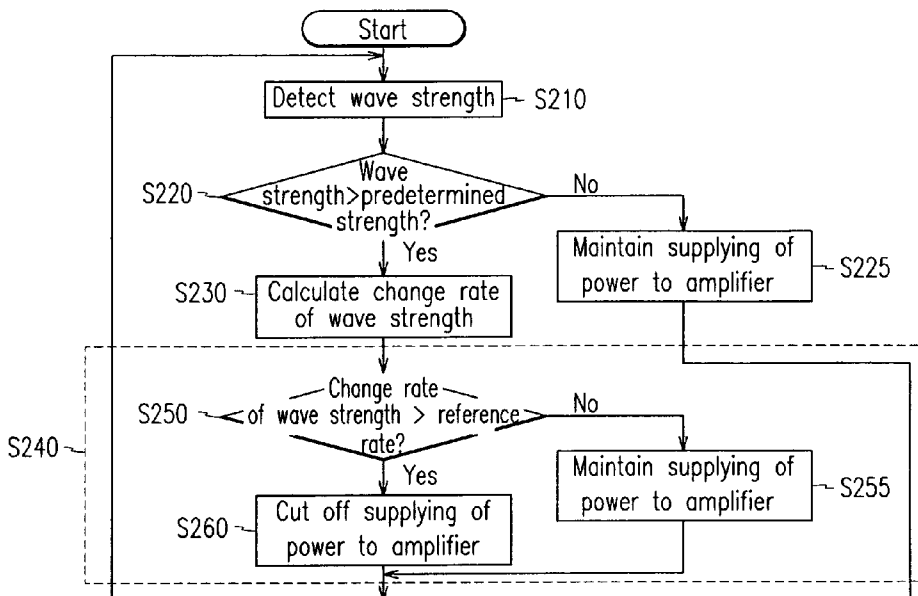 Start
Detect wave strength
S210
Wave
strength>predetermined
strength?
S220
No
Yes
Maintain supplying of
power to amplifier
S225
S230
Calculate change rate
of wave strength
Change rate
of wave strength > reference
rate?
S250
No
S240
Yes
Maintain supplying of
power to amplifier
S255
S260
Cut off supplying of
power to amplifier